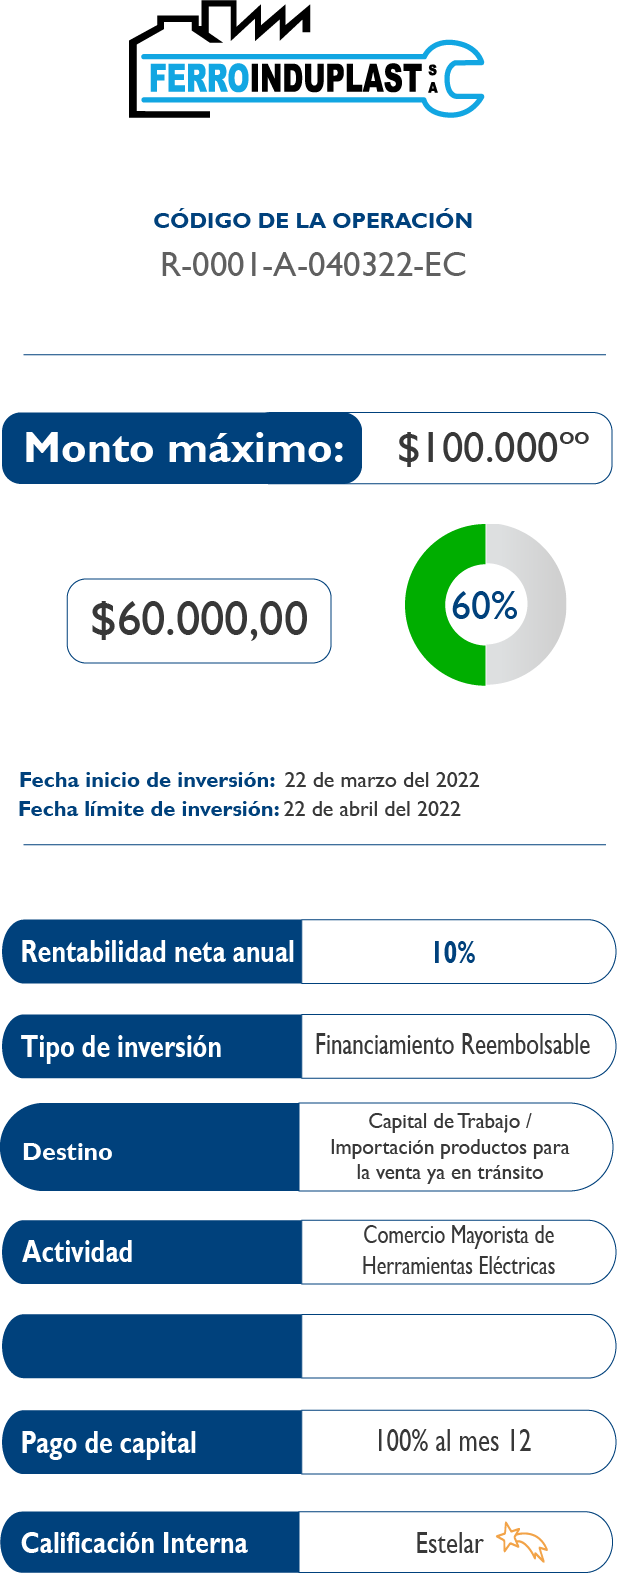 FERROINDUPLAST S A
CÓDIGO DE LA OPERACIÓN
R-0001-A-040322-EC
Monto máximo: $100.000ºº
$60.000,00
60%
Fecha inicio de inversión: 22 de marzo del 2022
Fecha límite de inversión: 22 de abril del 2022
Rentabilidad neta anual 10%
Tipo de inversión Financiamiento Reembolsable
Destino
Capital de Trabajo /
Importación productos para
la venta ya en tránsito
Actividad
Comercio Mayorista de
Herramientas Eléctricas
Pago de capital 100% al mes 12
Calificación Interna Estelar